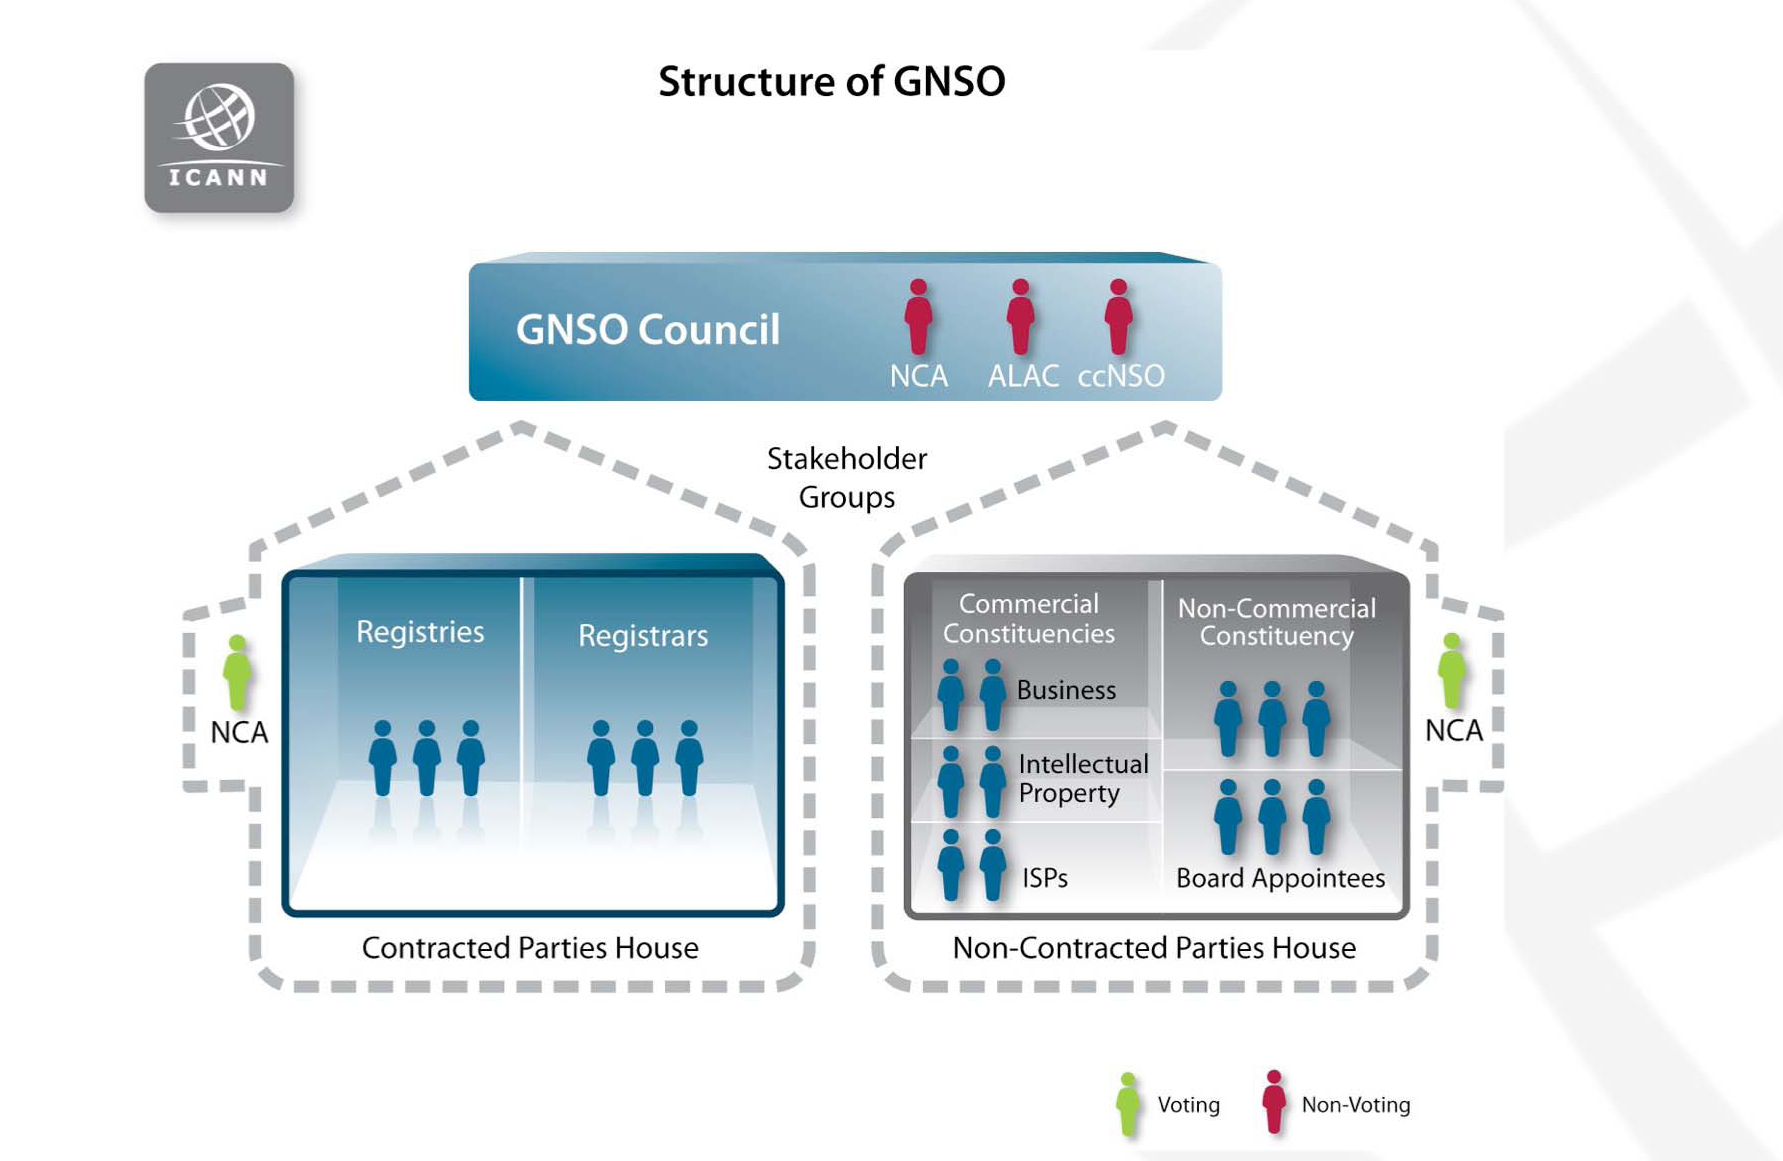 Structure of GNSO
ICANN
GNSO Council
NCA
ALAC
ccNSO
Stakeholder
Groups
NCA
Registries
Registrars
Contracted Parties House
Commercial
Constituencies
Business
Intellectual
Property
ISPs
Non-Commercial
Constituency
Board Appointees
Non-Contracted Parties House
NCA
Voting
Non-Voting